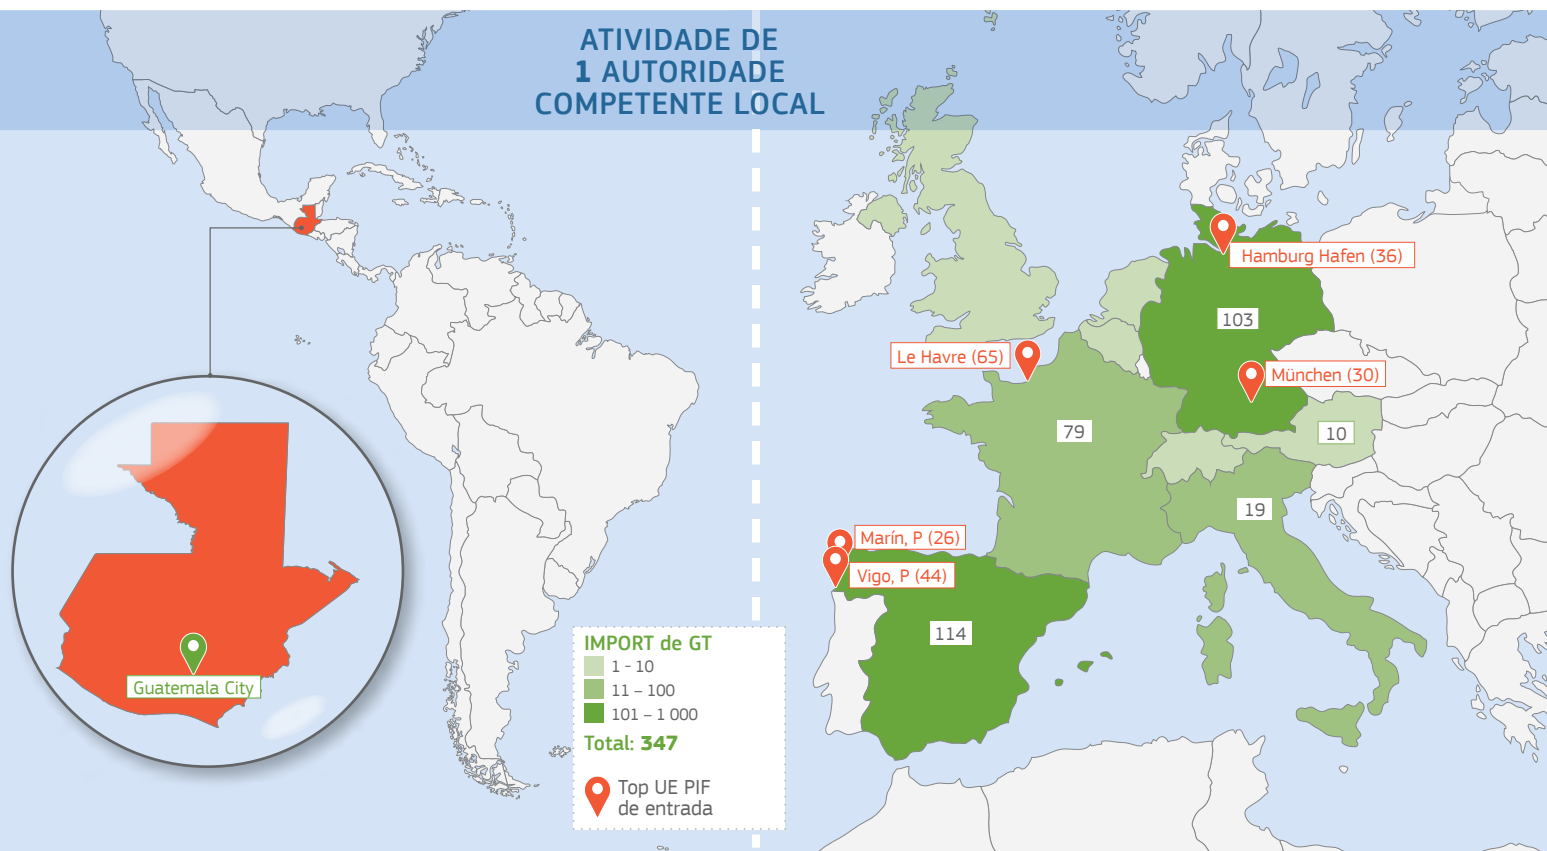 ATIVIDADE DE
1 AUTORIDADE
COMPETENTE LOCAL
Hamburg Hafen (36)
103
Le Havre (65)
München (30)
79
10
19
Marín, P (26)
Vigo, P (44)
114
Guatemala City
IMPORT de GT
1 - 10
11 – 100
101 – 1 000
Total: 347
Top UE PIF
de entrada